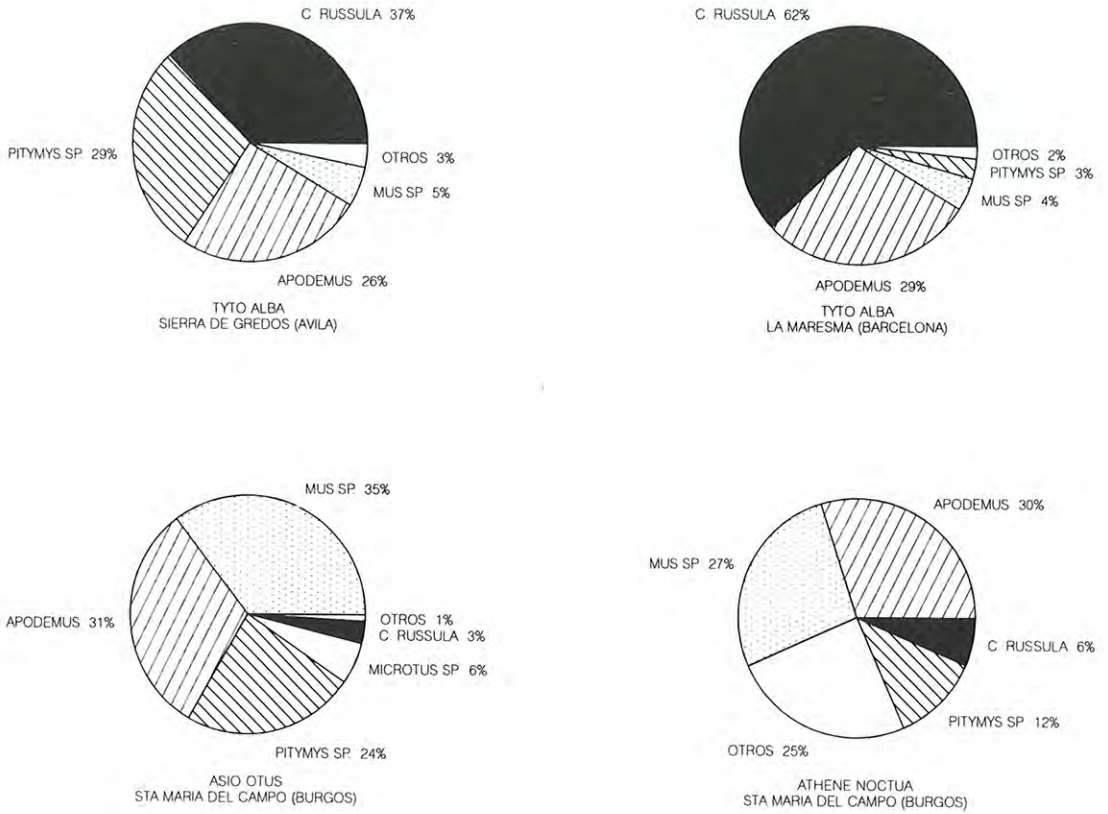 C RUSSULA 37%
PITYMYS SP. 29%
OTROS 3%
MUS SP 5%
APODEMUS 26%
TYTO ALBA
SIERRA DE GREDOS (AVILA)
C RUSSULA 62%
OTROS 2%
PITYMYS SP. 3%
MUS SP 4%
APODEMUS 29%
TYTO ALBA
LA MARESMA (BARCELONA)
MUS SP. 35%
APODEMUS 31%
OTROS 1%
C RUSSULA 3%
MICROTUS SP 6%
PITYMYS SP. 24%
ASIO OTUS
STA MARIA DEL CAMPO (BURGOS)
APODEMUS 30%
MUS SP 27%
C RUSSULA 6%
PITYMYS SP 12%
OTROS 25%
ATHENE NOCTUA
STA MARIA DEL CAMPO (BURGOS)